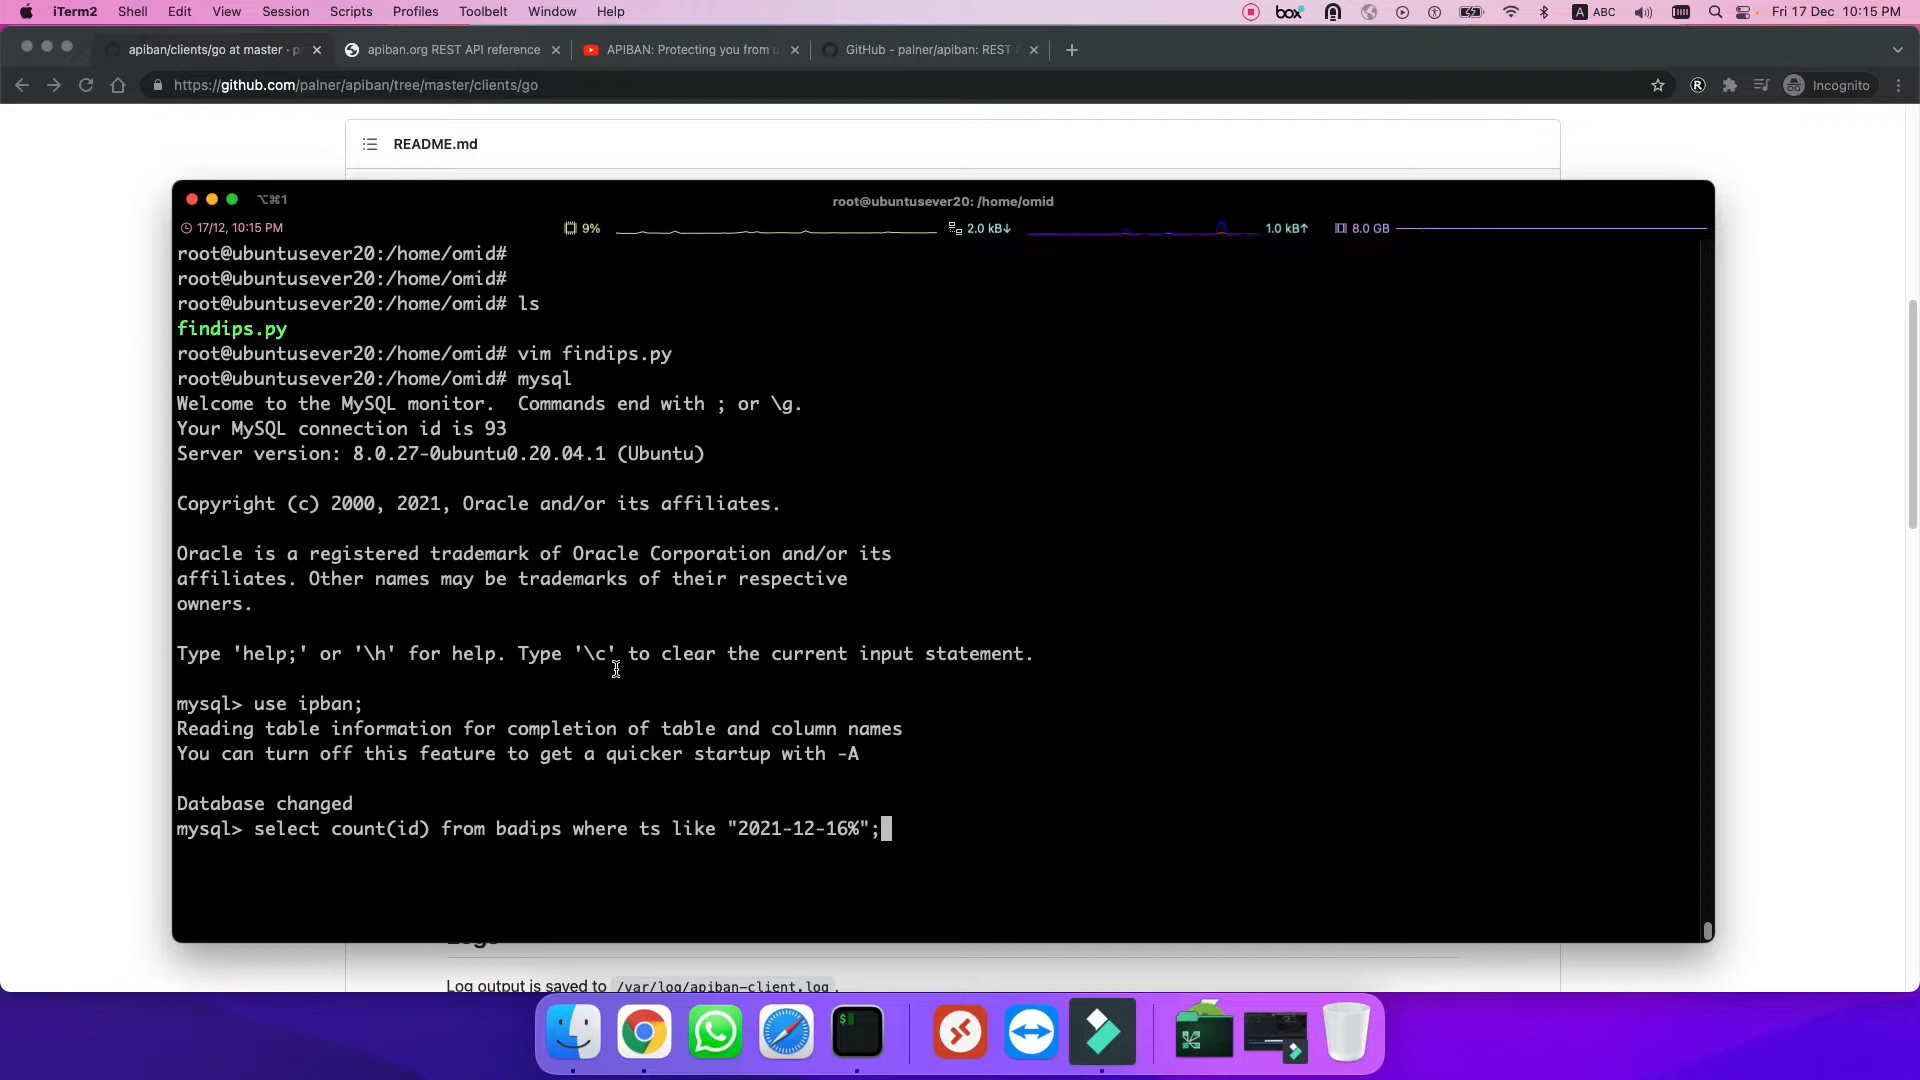 iTerm2 Shell Edit View Session Scripts Profiles Toolbelt Window Help box A ABC Fri 17 Dec 10:15 PM
apiban/clients/go at master · apiban.org REST API reference APIBAN: Protecting you from GitHub - palner/apiban: REST
https://github.com/palner/apiban/tree/master/clients/go Incognito
README.md
⌥⌘1 root@ubuntusever20: /home/omid
17/12, 10:15 PM 9% 2.0 kB↓ 1.0 kB↑ 8.0 GB
root@ubuntusever20:/home/omid#
root@ubuntusever20:/home/omid#
root@ubuntusever20:/home/omid# ls
findips.py
root@ubuntusever20:/home/omid# vim findips.py
root@ubuntusever20:/home/omid# mysql
Welcome to the MySQL monitor.  Commands end with ; or \g.
Your MySQL connection id is 93
Server version: 8.0.27-0ubuntu0.20.04.1 (Ubuntu)
Copyright (c) 2000, 2021, Oracle and/or its affiliates.
Oracle is a registered trademark of Oracle Corporation and/or its
affiliates. Other names may be trademarks of their respective
owners.
Type 'help;' or '\h' for help. Type '\c' to clear the current input statement.
mysql> use ipban;
Reading table information for completion of table and column names
You can turn off this feature to get a quicker startup with -A
Database changed
mysql> select count(id) from badips where ts like "2021-12-16%";
Logs
Log output is saved to /var/log/apiban-client.log.